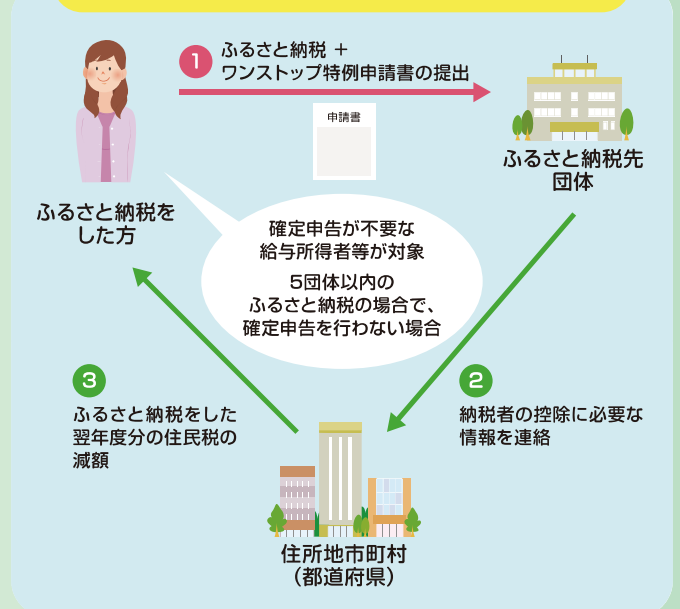 1
ふるさと納税 ＋
ワンストップ特例申請書の提出
申請書
ふるさと納税を
した方
ふるさと納税先
団体
確定申告が不要な
給与所得者等が対象
5団体以内の
ふるさと納税の場合で、
確定申告を行わない場合
3
ふるさと納税をした
翌年度分の住民税の
減額
2
納税者の控除に必要な
情報を連絡
住所地市町村
（都道府県）